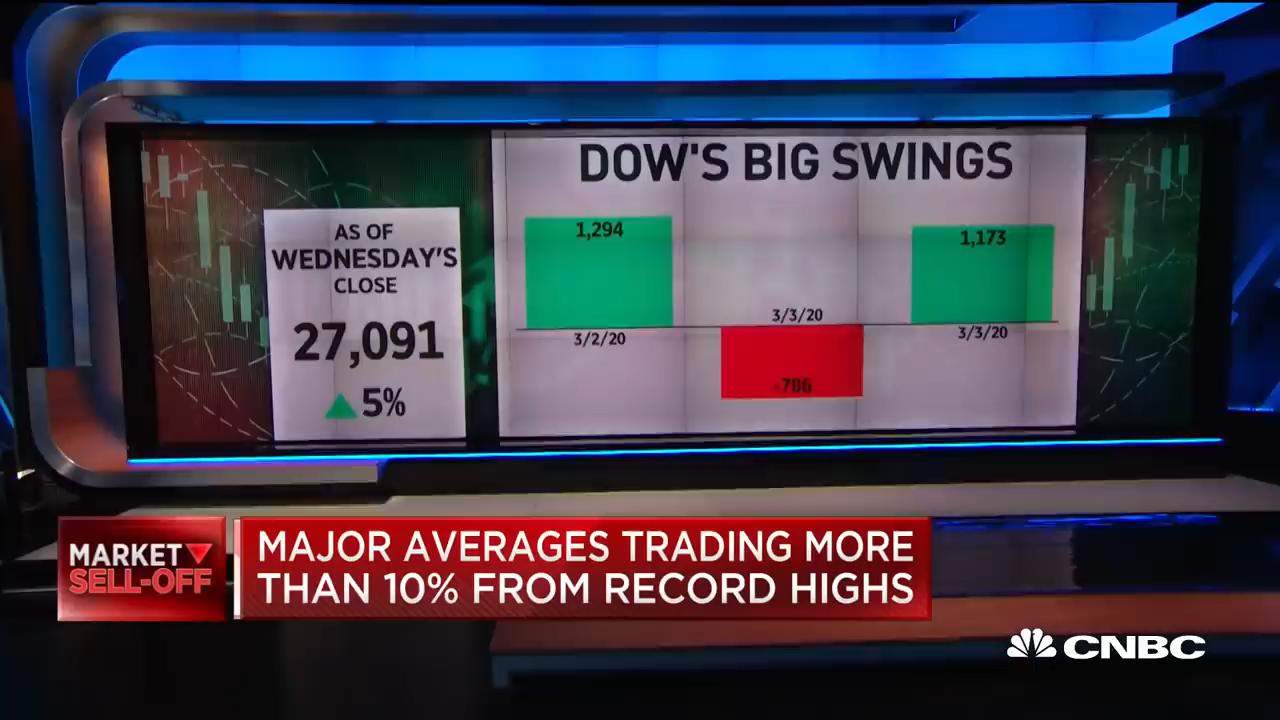 DOW'S BIG SWINGS
AS OF
WEDNESDAY'S
CLOSE
27,091
5%
1,294
3/2/20
3/3/20
-786
1,173
3/3/20
MARKET
SELL-OFF
MAJOR AVERAGES TRADING MORE
THAN 10% FROM RECORD HIGHS
CNBC